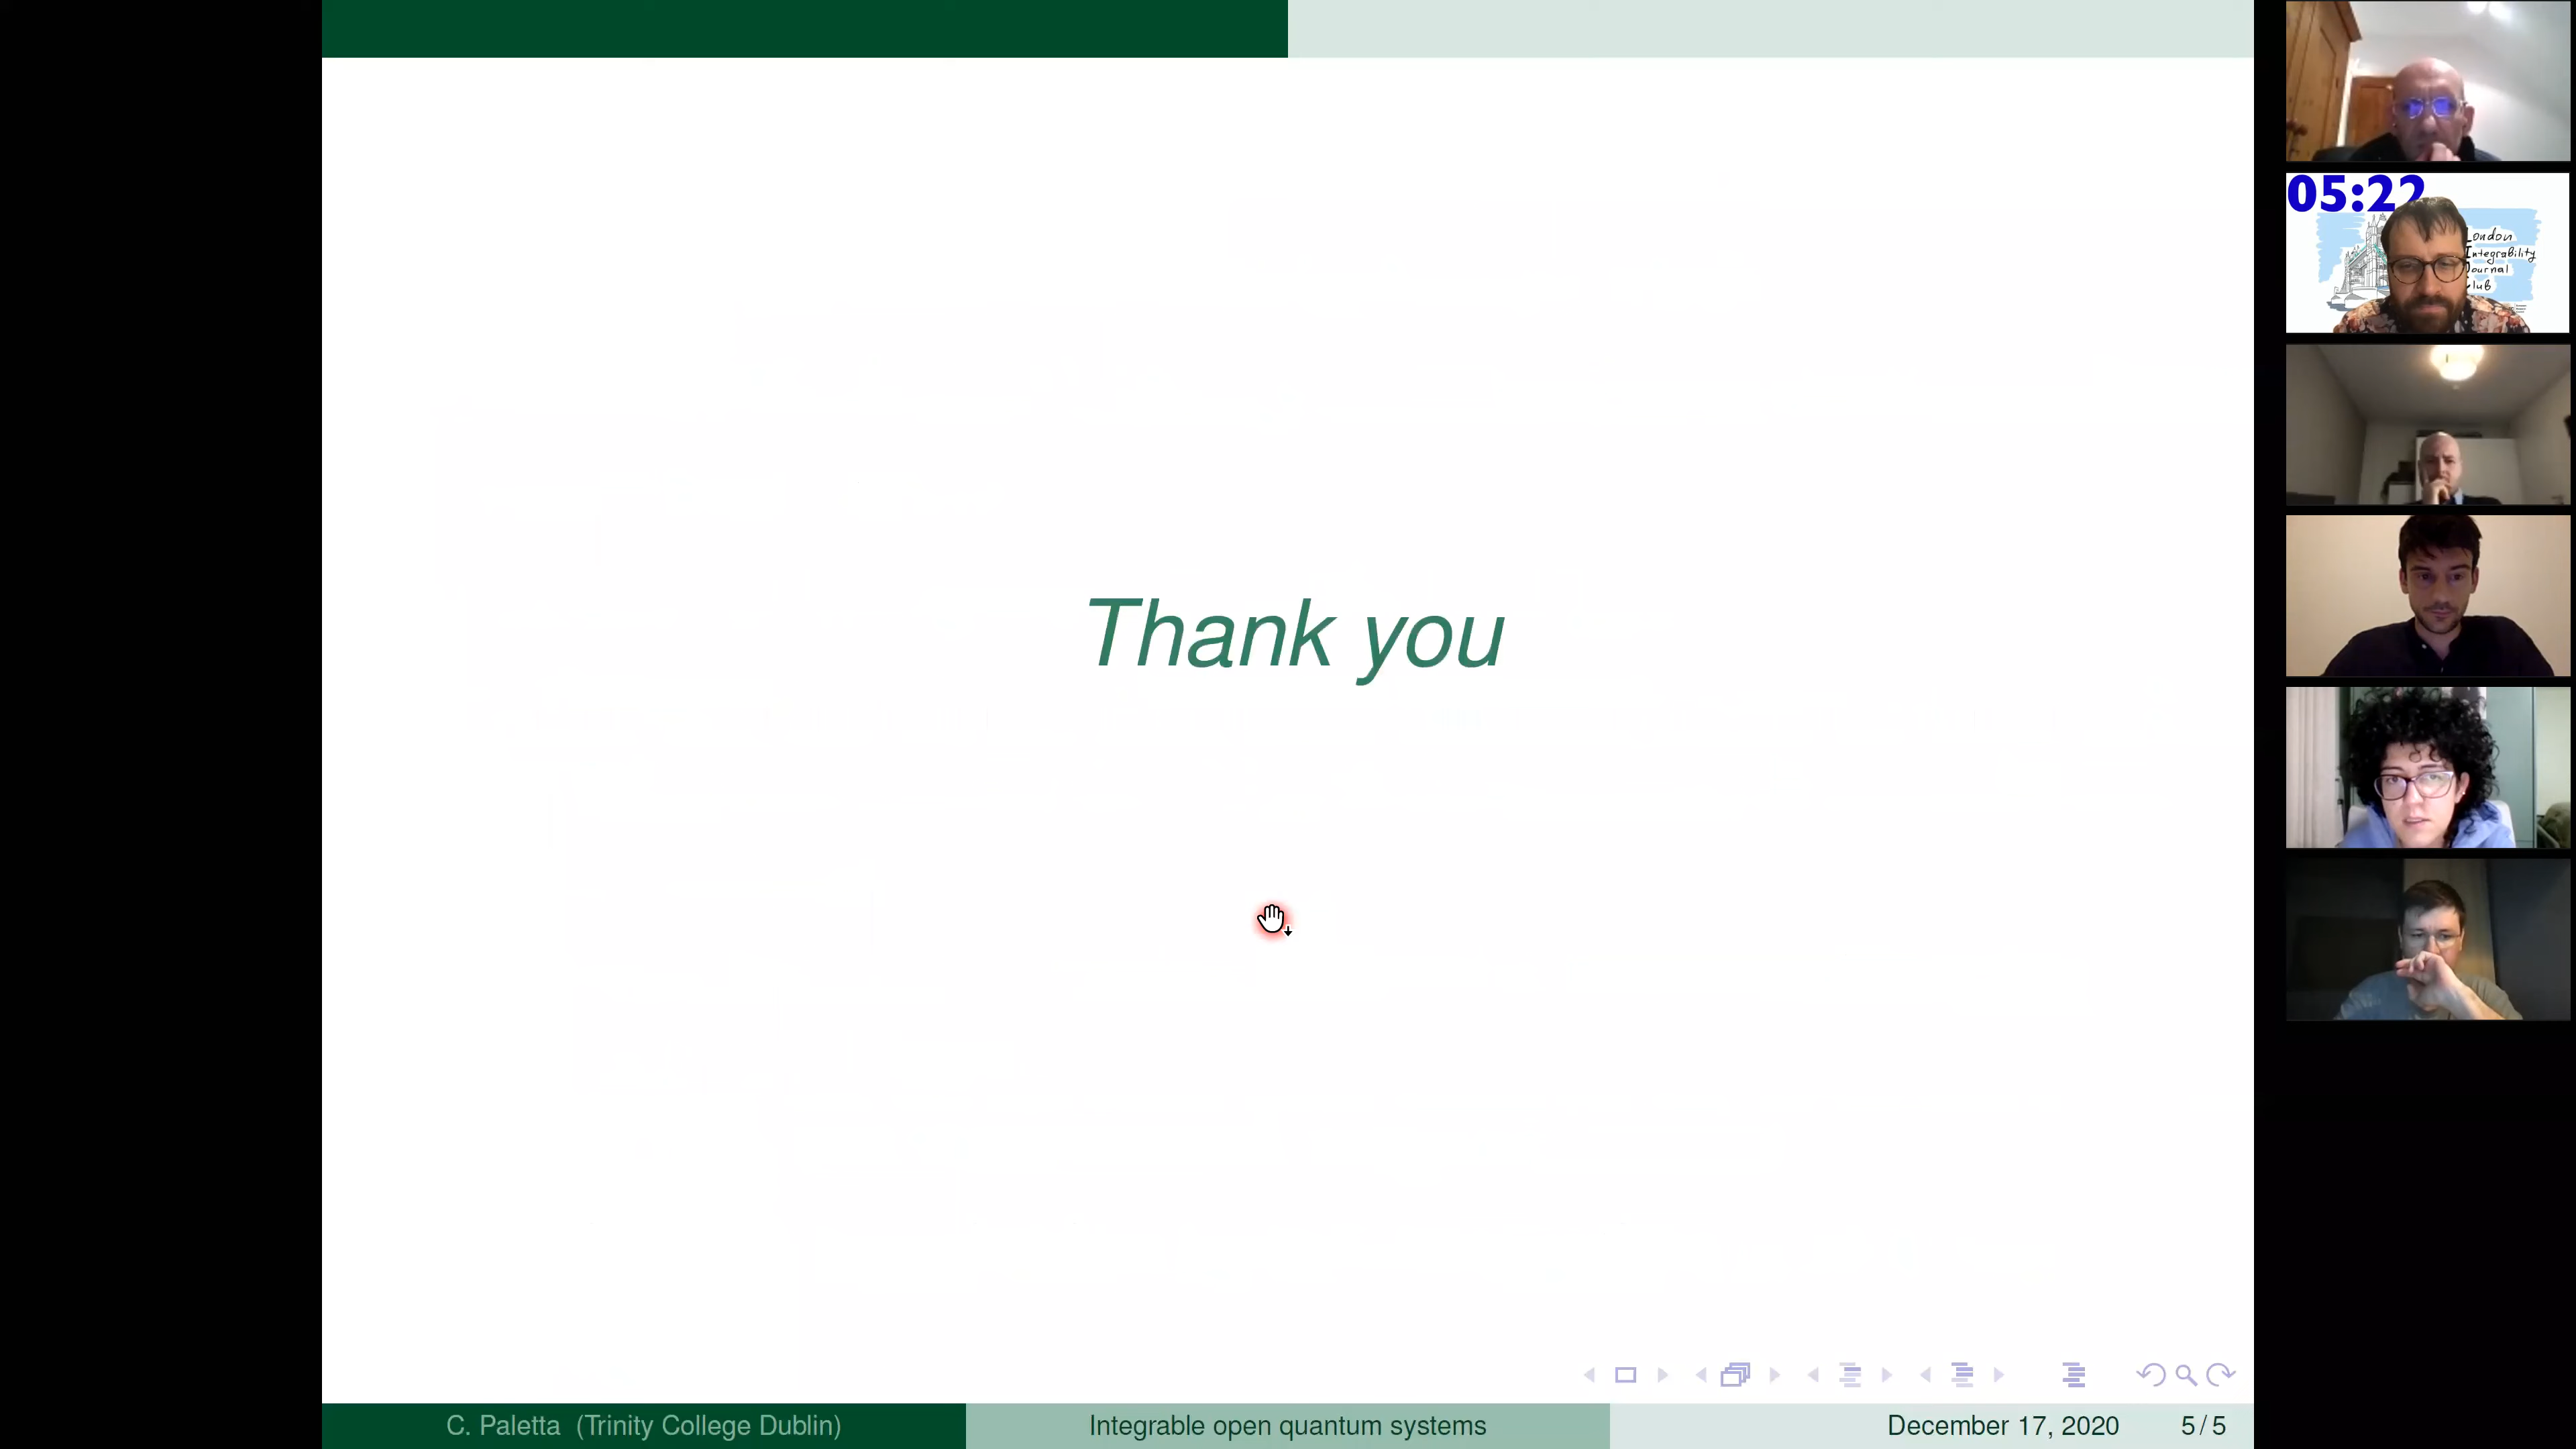 Thank you
C. Paletta (Trinity College Dublin)
Integrable open quantum systems
December 17, 2020
5/5
05:22
London
Integrability
Journal
Club